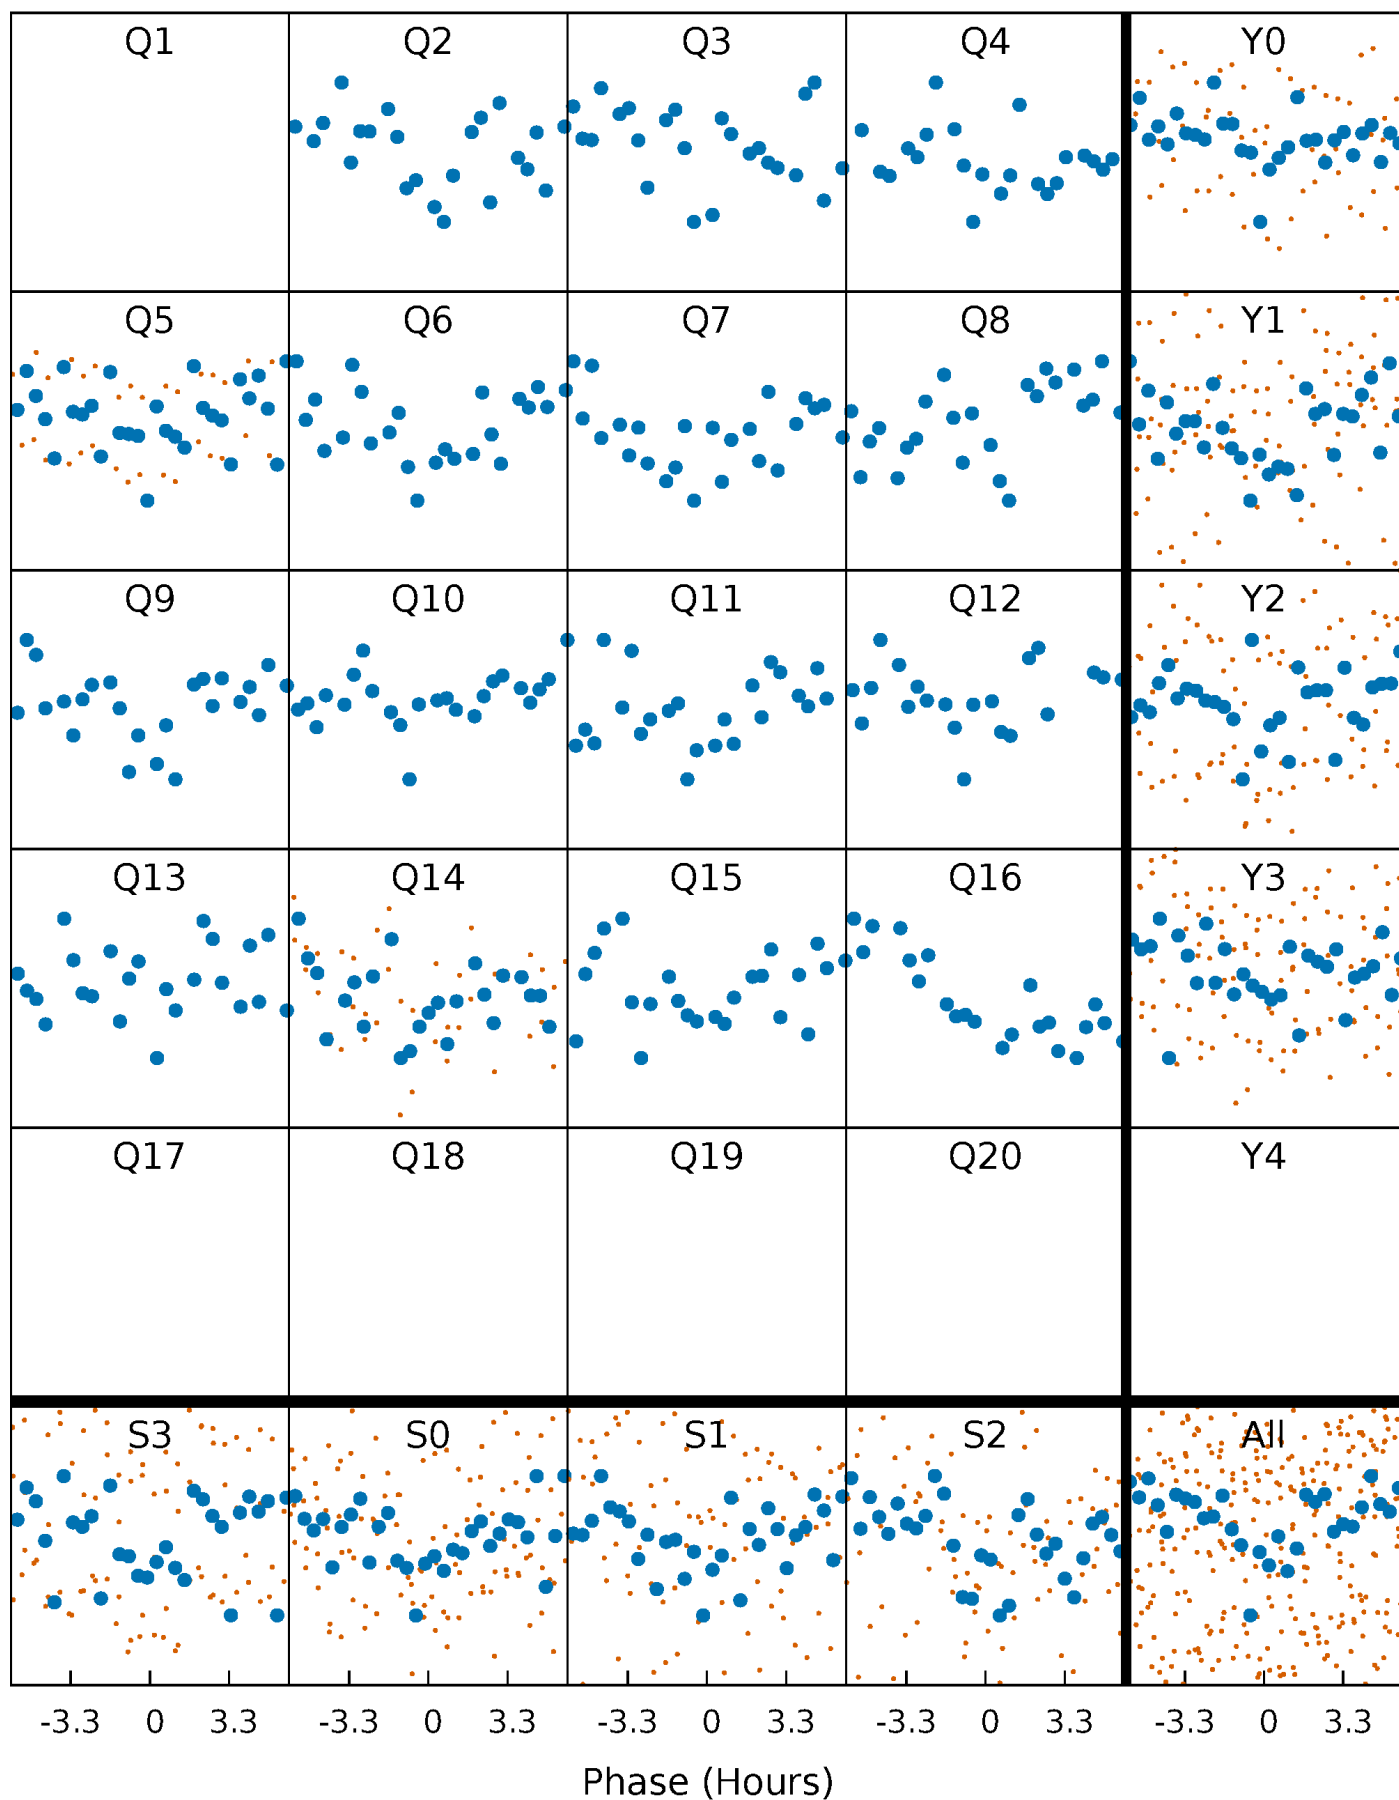 Q1 Q2 Q3 Q4 Y0
Q5 Q6 Q7 Q8 Y1
Q9 Q10 Q11 Q12 Y2
Q13 Q14 Q15 Q16 Y3
Q17 Q18 Q19 Q20 Y4
S3 S0 S1 S2 All
-3.3 0 3.3 -3.3 0 3.3 -3.3 0 3.3 -3.3 0 3.3 -3.3 0 3.3
Phase (Hours)